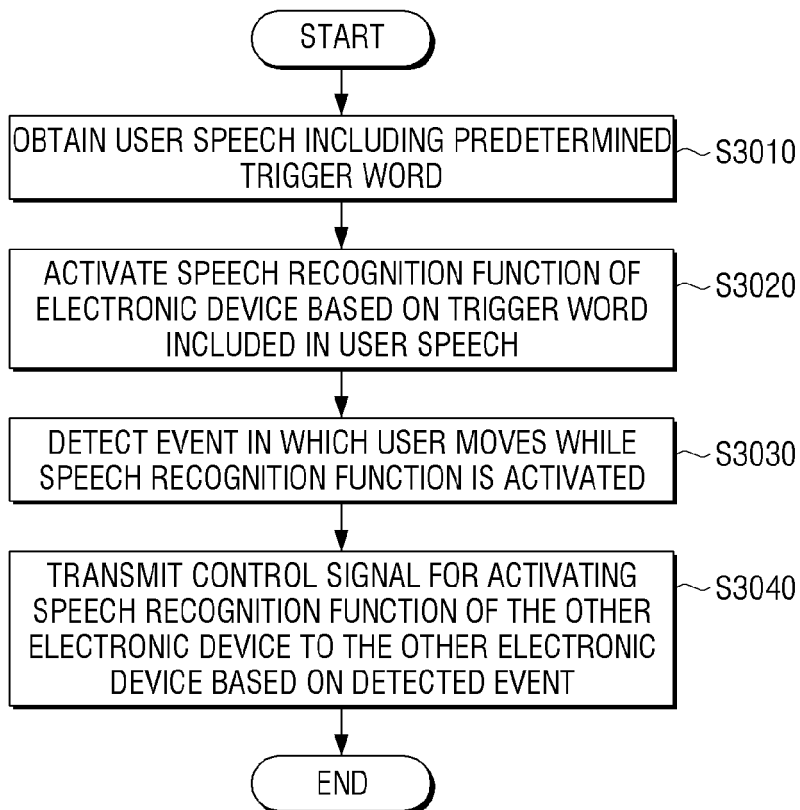 START
OBTAIN USER SPEECH INCLUDING PREDETERMINED
TRIGGER WORD
S3010
ACTIVATE SPEECH RECOGNITION FUNCTION OF
ELECTRONIC DEVICE BASED ON TRIGGER WORD
INCLUDED IN USER SPEECH
S3020
DETECT EVENT IN WHICH USER MOVES WHILE
SPEECH RECOGNITION FUNCTION IS ACTIVATED
S3030
TRANSMIT CONTROL SIGNAL FOR ACTIVATING
SPEECH RECOGNITION FUNCTION OF THE OTHER
ELECTRONIC DEVICE TO THE OTHER ELECTRONIC
DEVICE BASED ON DETECTED EVENT
S3040
END